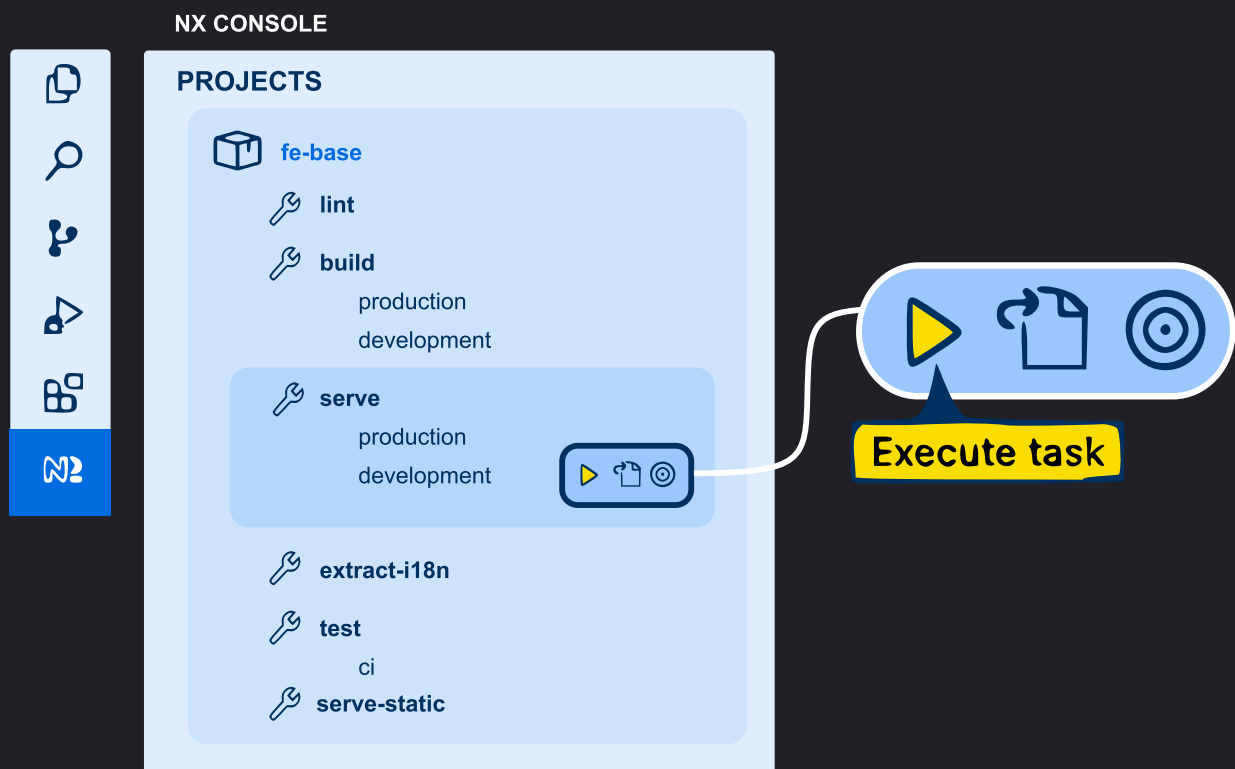 NX CONSOLE
PROJECTS
fe-base
lint
build
production
development
serve
production
development
Execute task
extract-i18n
test
ci
serve-static